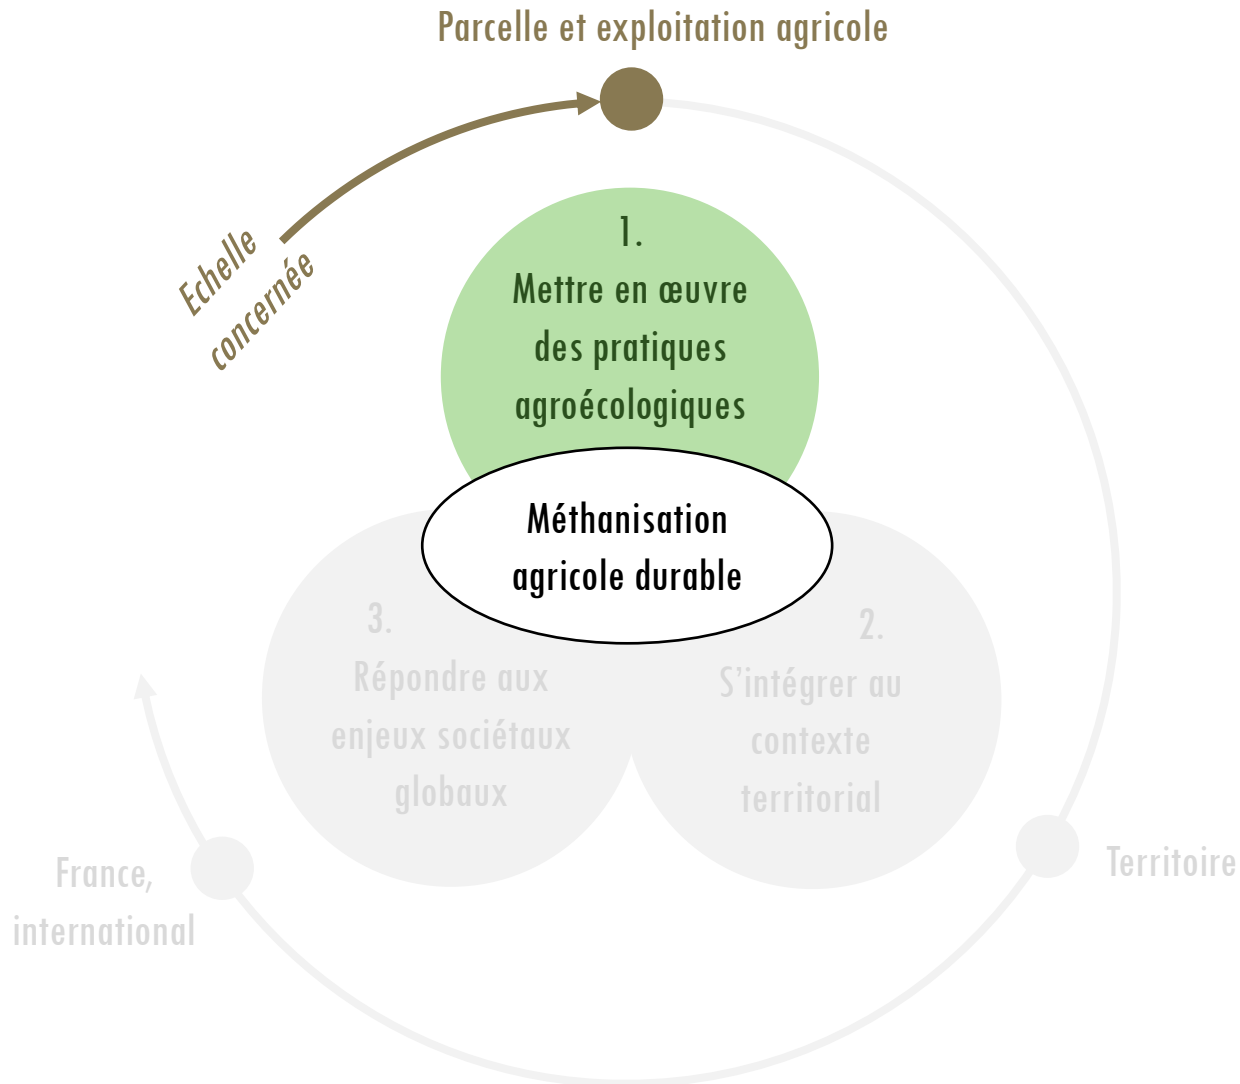 Parcelle et exploitation agricole
Echelle
concernée
1.
Mettre en œuvre
des pratiques
agroécologiques
Méthanisation
agricole durable
3.
Répondre aux
enjeux sociétaux
globaux
2.
S’intégrer au
contexte
territorial
France,
international
Territoire